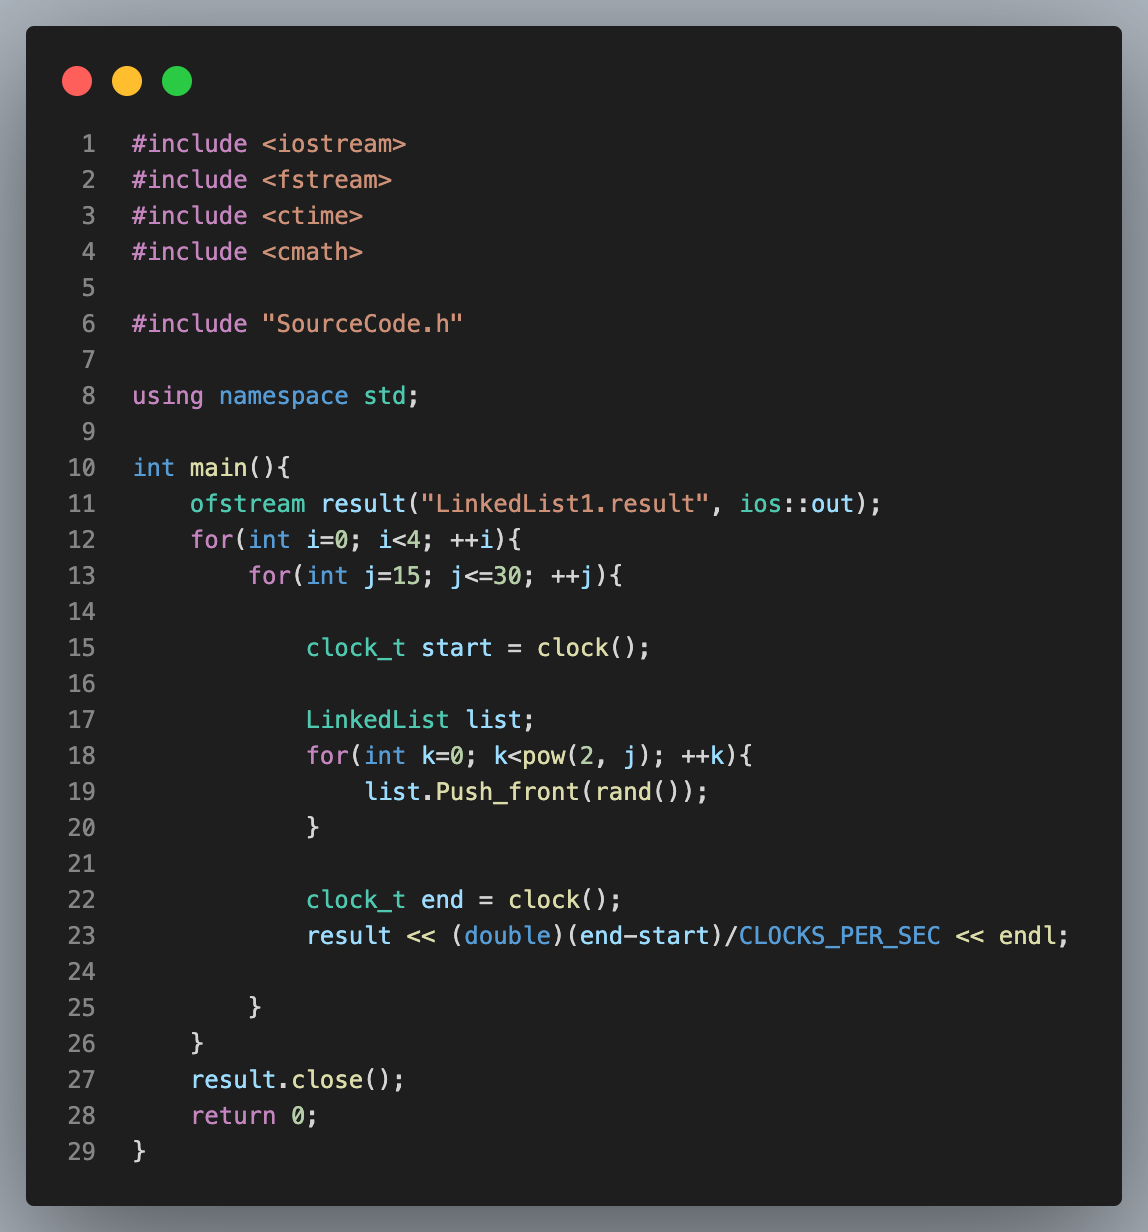 1 #include <iostream>
2 #include <fstream>
3 #include <ctime>
4 #include <cmath>
5
6 #include "SourceCode.h"
7
8 using namespace std;
9
10 int main(){
11     ofstream result("LinkedList1.result", ios::out);
12     for(int i=0; i<4; ++i){
13         for(int j=15; j<=30; ++j){
14
15             clock_t start = clock();
16
17             LinkedList list;
18             for(int k=0; k<pow(2, j); ++k){
19                 list.Push_front(rand());
20             }
21
22             clock_t end = clock();
23             result << (double)(end-start)/CLOCKS_PER_SEC << endl;
24
25         }
26     }
27     result.close();
28     return 0;
29 }